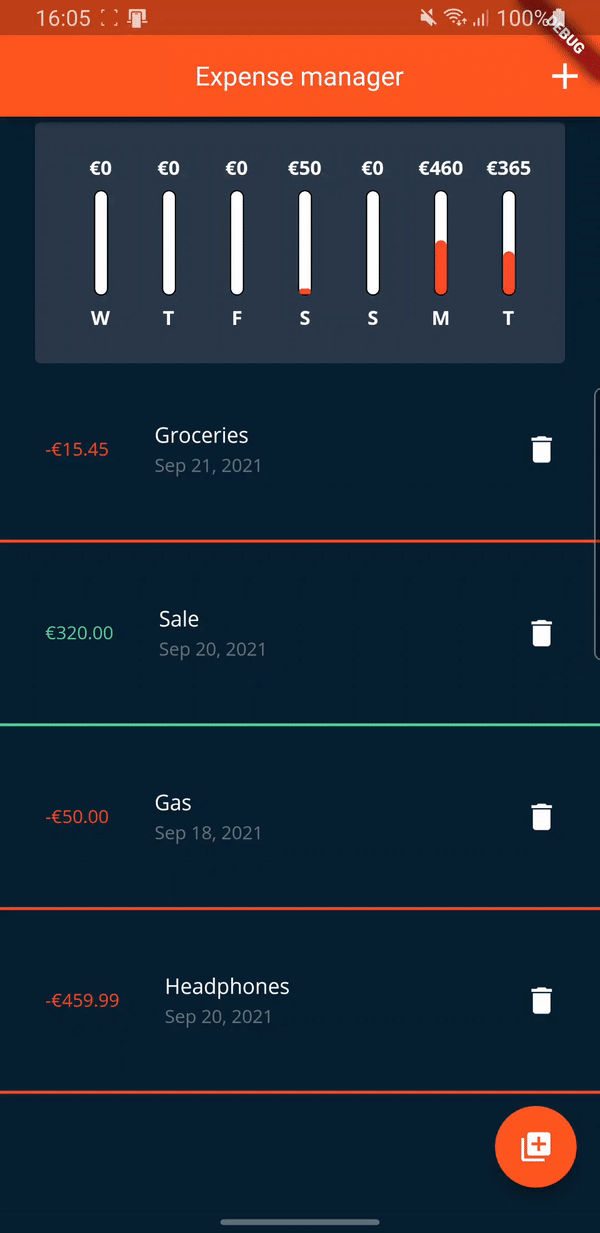 16:05 100%
DEBUG
Expense manager
€0 €0 €0 €50 €0 €460 €365
W T F S S M T
Groceries
-€15.45
Sep 21, 2021
Sale
€320.00
Sep 20, 2021
Gas
-€50.00
Sep 18, 2021
Headphones
-€459.99
Sep 20, 2021